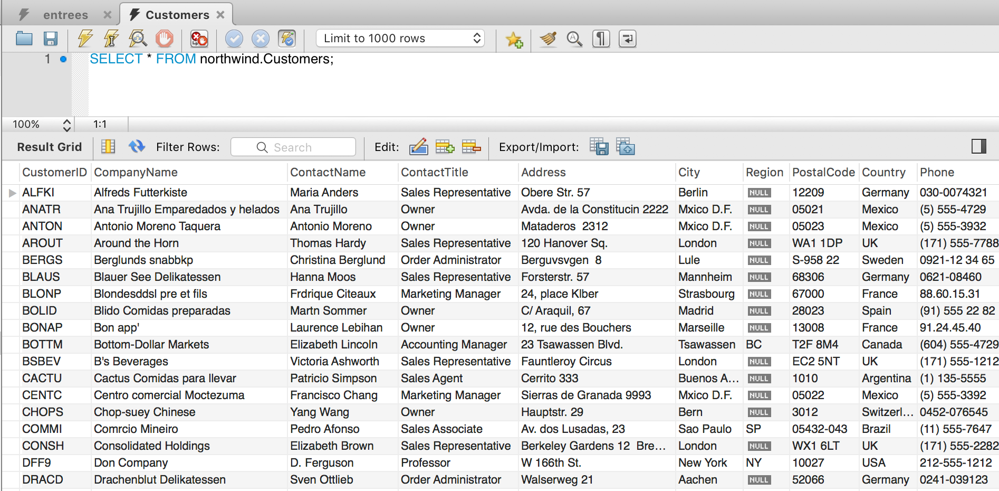 entrees Customers
Limit to 1000 rows
1 SELECT * FROM northwind.Customers;
100% 1:1
Result Grid Filter Rows: Search Edit: Export/Import:
CustomerID CompanyName ContactName ContactTitle Address City Region PostalCode Country Phone
ALFKI Alfreds Futterkiste Maria Anders Sales Representative Obere Str. 57 Berlin NULL 12209 Germany 030-0074321
ANATR Ana Trujillo Emparedados y helados Ana Trujillo Owner Avda. de la Constitucin 2222 Mxico D.F. NULL 05021 Mexico (5) 555-4729
ANTON Antonio Moreno Taquera Antonio Moreno Owner Mataderos  2312 Mxico D.F. NULL 05023 Mexico (5) 555-3932
AROUT Around the Horn Thomas Hardy Sales Representative 120 Hanover Sq. London NULL WA1 1DP UK (171) 555-7788
BERGS Berglunds snabbkp Christina Berglund Order Administrator Berguvsvgen  8 Lule NULL S-958 22 Sweden 0921-12 34 65
BLAUS Blauer See Delikatessen Hanna Moos Sales Representative Forsterstr. 57 Mannheim NULL 68306 Germany 0621-08460
BLONP Blondesddsl pre et fils Frdrique Citeaux Marketing Manager 24, place Klber Strasbourg NULL 67000 France 88.60.15.31
BOLID Blido Comidas preparadas Martn Sommer Owner C/ Araquil, 67 Madrid NULL 28023 Spain (91) 555 22 82
BONAP Bon app' Laurence Lebihan Owner 12, rue des Bouchers Marseille NULL 13008 France 91.24.45.40
BOTTM Bottom-Dollar Markets Elizabeth Lincoln Accounting Manager 23 Tsawassen Blvd. Tsawassen BC T2F 8M4 Canada (604) 555-4729
BSBEV B's Beverages Victoria Ashworth Sales Representative Fauntleroy Circus London NULL EC2 5NT UK (171) 555-1212
CACTU Cactus Comidas para llevar Patricio Simpson Sales Agent Cerrito 333 Buenos A... NULL 1010 Argentina (1) 135-5555
CENTC Centro comercial Moctezuma Francisco Chang Marketing Manager Sierras de Granada 9993 Mxico D.F. NULL 05022 Mexico (5) 555-3392
CHOPS Chop-suey Chinese Yang Wang Owner Hauptstr. 29 Bern NULL 3012 Switzerl... 0452-076545
COMMI Comrcio Mineiro Pedro Afonso Sales Associate Av. dos Lusadas, 23 Sao Paulo SP 05432-043 Brazil (11) 555-7647
CONSH Consolidated Holdings Elizabeth Brown Sales Representative Berkeley Gardens 12  Bre... London NULL WX1 6LT UK (171) 555-2282
DFF9 Don Company D. Ferguson Professor W 166th St. New York NY 10027 USA 212-555-1212
DRACD Drachenblut Delikatessen Sven Ottlieb Order Administrator Walserweg 21 Aachen NULL 52066 Germany 0241-039123